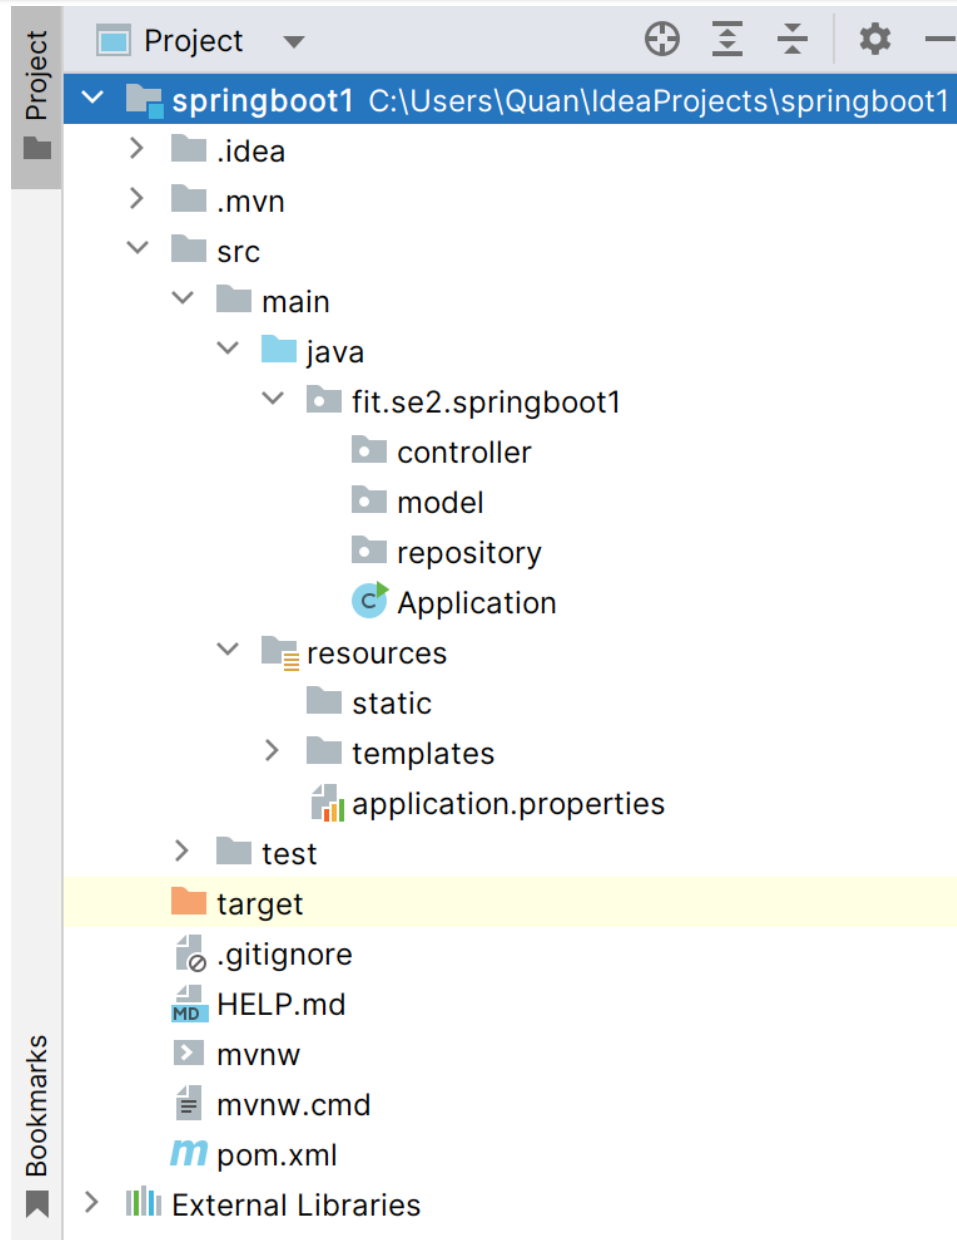 Project
Project
springboot1 C:\Users\Quan\IdeaProjects\springboot1
.idea
.mvn
src
main
java
fit.se2.springboot1
controller
model
repository
C Application
resources
static
templates
application.properties
test
target
.gitignore
MD HELP.md
mvnw
mvnw.cmd
m pom.xml
External Libraries
Bookmarks